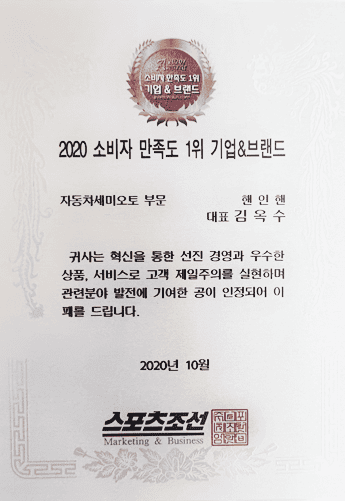 2020
소비자 만족도 1위
기업 & 브랜드
2020 소비자 만족도 1위 기업&브랜드
자동차세미오토 부문
핸인핸
대표 김옥수
귀사는 혁신을 통한 선진 경영과 우수한
상품, 서비스로 고객 제일주의를 실현하며
관련분야 발전에 기여한 공이 인정되어 이
패를 드립니다.
2020년 10월
스포츠조선
Marketing & Business